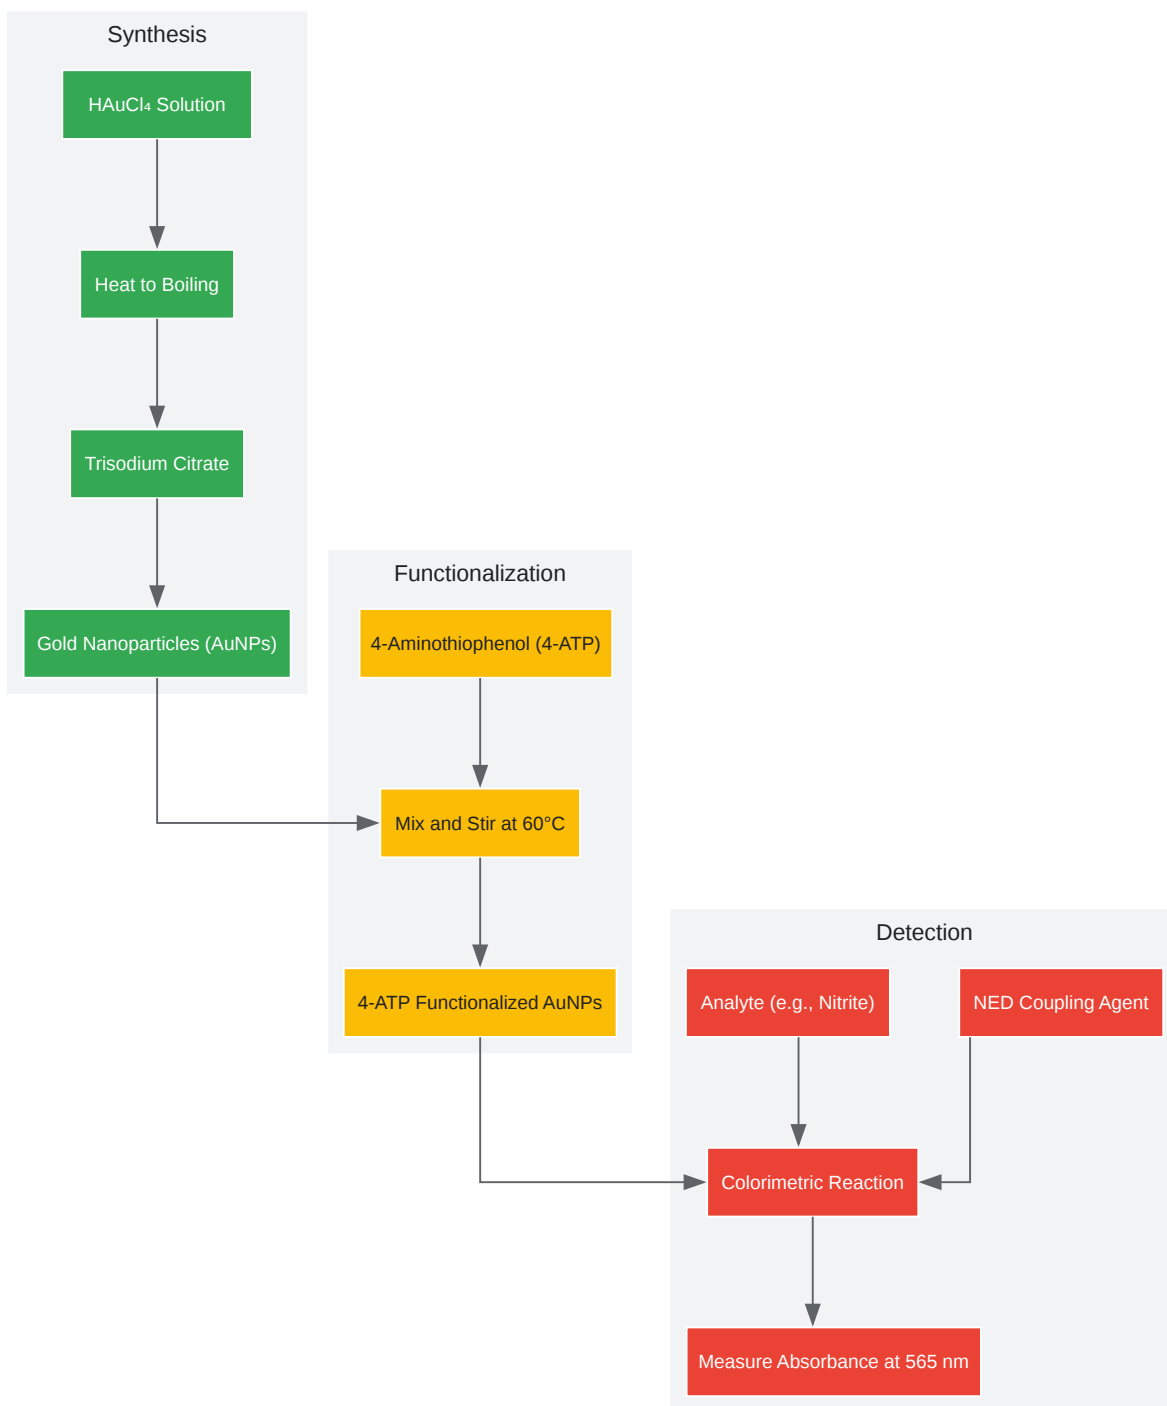 Synthesis
HAuCl₄ Solution
Heat to Boiling
Trisodium Citrate
Gold Nanoparticles (AuNPs)
Functionalization
4-Aminothiophenol (4-ATP)
Mix and Stir at 60°C
4-ATP Functionalized AuNPs
Detection
Analyte (e.g., Nitrite)
NED Coupling Agent
Colorimetric Reaction
Measure Absorbance at 565 nm